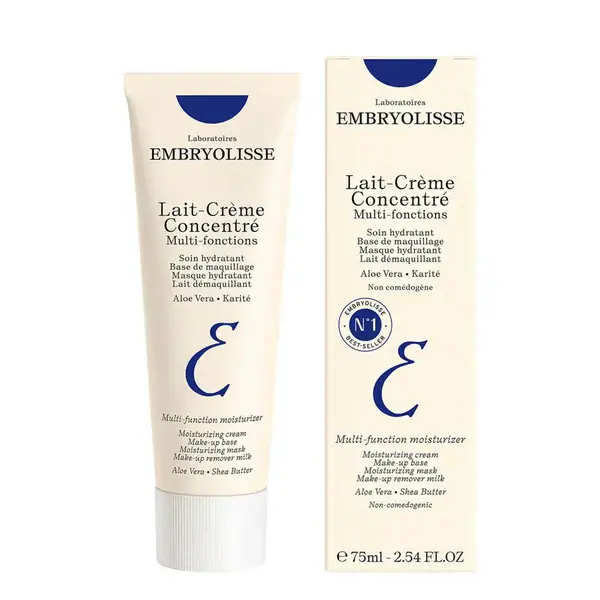 Laboratoires
EMBRYOLISSE
Lait-Crème
Concentré
Multi-fonctions
Soin hydratant
Base de maquillage
Masque hydratant
Lait démaquillant
Aloe Vera • Karité
Multi-function moisturizer
Moisturizing cream
Make-up base
Moisturizing mask
Make-up remover milk
Aloe Vera • Shea Butter
Laboratoires
EMBRYOLISSE
Lait-Crème
Concentré
Multi-fonctions
Soin hydratant
Base de maquillage
Masque hydratant
Lait démaquillant
Aloe Vera • Karité
Non comédogène
EMBRYOLISSE
N°1
BEST-SELLER
Multi-function moisturizer
Moisturizing cream
Make-up base
Moisturizing mask
Make-up remover milk
Aloe Vera • Shea Butter
Non-comedogenic
℮ 75ml - 2.54 FL.OZ